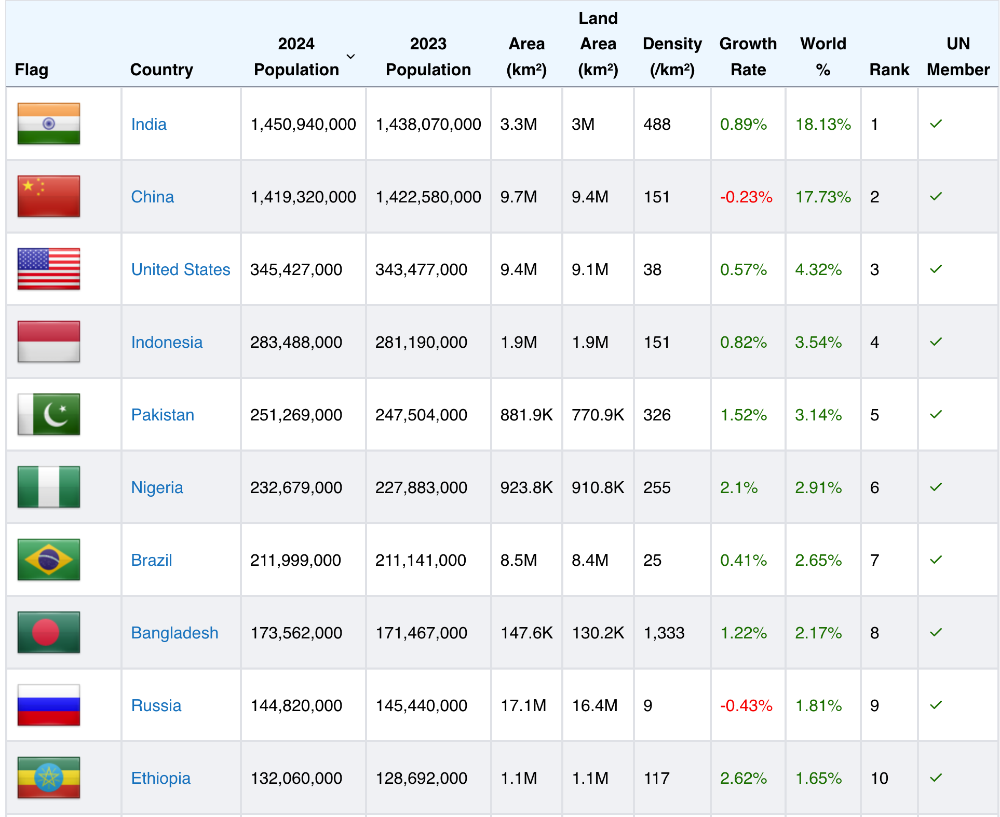 Flag Country 2024 Population 2023 Population Area (km²) Land Area (km²) Density (/km²) Growth Rate World % Rank UN Member
India 1,450,940,000 1,438,070,000 3.3M 3M 488 0.89% 18.13% 1 ✓
China 1,419,320,000 1,422,580,000 9.7M 9.4M 151 -0.23% 17.73% 2 ✓
United States 345,427,000 343,477,000 9.4M 9.1M 38 0.57% 4.32% 3 ✓
Indonesia 283,488,000 281,190,000 1.9M 1.9M 151 0.82% 3.54% 4 ✓
Pakistan 251,269,000 247,504,000 881.9K 770.9K 326 1.52% 3.14% 5 ✓
Nigeria 232,679,000 227,883,000 923.8K 910.8K 255 2.1% 2.91% 6 ✓
Brazil 211,999,000 211,141,000 8.5M 8.4M 25 0.41% 2.65% 7 ✓
Bangladesh 173,562,000 171,467,000 147.6K 130.2K 1,333 1.22% 2.17% 8 ✓
Russia 144,820,000 145,440,000 17.1M 16.4M 9 -0.43% 1.81% 9 ✓
Ethiopia 132,060,000 128,692,000 1.1M 1.1M 117 2.62% 1.65% 10 ✓